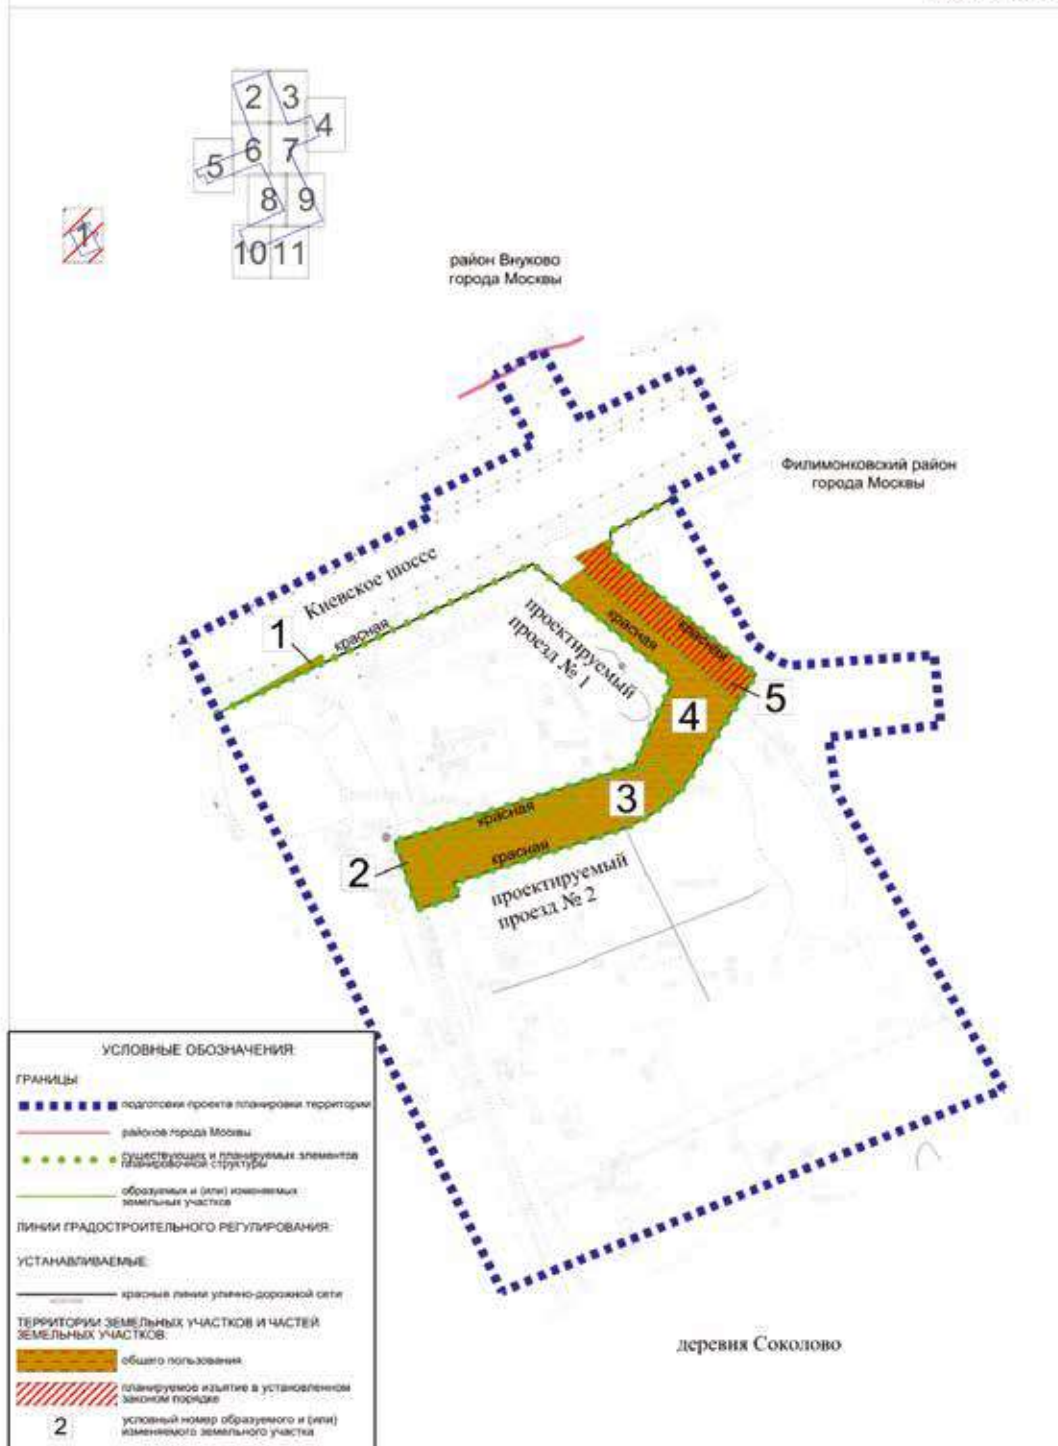 2 3
4
5 6 7
8 9
1
10 11
район Внуково
города Москвы
Филимонковский район
города Москвы
Киевское шоссе
1
красная
проектируемый
проезд № 1
красная
красная
5
4
3
красная
красная
2
проектируемый
проезд № 2
УСЛОВНЫЕ ОБОЗНАЧЕНИЯ:
ГРАНИЦЫ:
подготовки проекта планировки территории
районов города Москвы
существующих и планируемых элементов
планировочной структуры
образуемых и (или) изменяемых
земельных участков
ЛИНИИ ГРАДОСТРОИТЕЛЬНОГО РЕГУЛИРОВАНИЯ:
УСТАНАВЛИВАЕМЫЕ:
красные линии улично-дорожной сети
ТЕРРИТОРИИ ЗЕМЕЛЬНЫХ УЧАСТКОВ И ЧАСТЕЙ
ЗЕМЕЛЬНЫХ УЧАСТКОВ:
общего пользования
планируемое изъятие в установленном
законом порядке
2
условный номер образуемого и (или)
изменяемого земельного участка
деревня Соколово